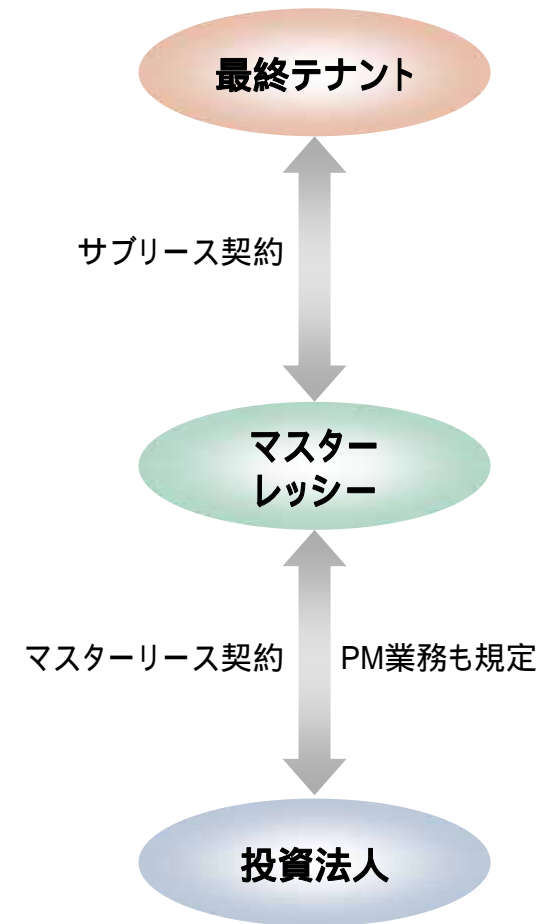 最終テナント
サブリース契約
マスター
レッシー
マスターリース契約
PM業務も規定
投資法人